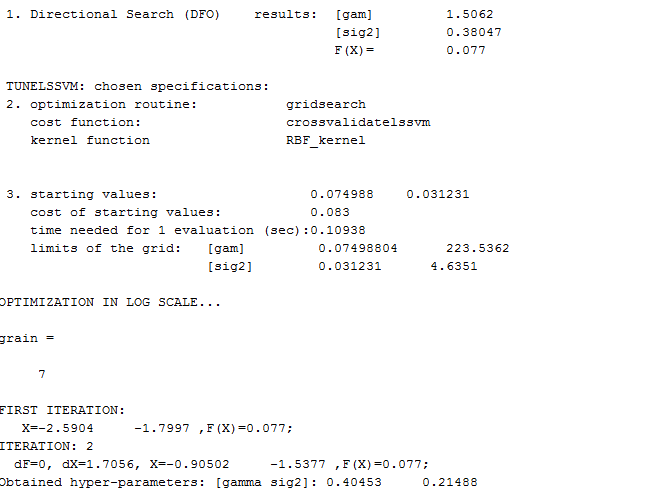 1. Directional Search (DFO) results: [gam] 1.5062
[sig2] 0.38047
F(X)= 0.077
TUNELSSVM: chosen specifications:
2. optimization routine: gridsearch
cost function: crossvalidatelssvm
kernel function RBF_kernel
3. starting values: 0.074988 0.031231
cost of starting values: 0.083
time needed for 1 evaluation (sec):0.10938
limits of the grid: [gam] 0.07498804 223.5362
[sig2] 0.031231 4.6351
OPTIMIZATION IN LOG SCALE...
grain =
7
FIRST ITERATION:
X=-2.5904 -1.7997 ,F(X)=0.077;
ITERATION: 2
dF=0, dX=1.7056, X=-0.90502 -1.5377 ,F(X)=0.077;
Obtained hyper-parameters: [gamma sig2]: 0.40453 0.21488